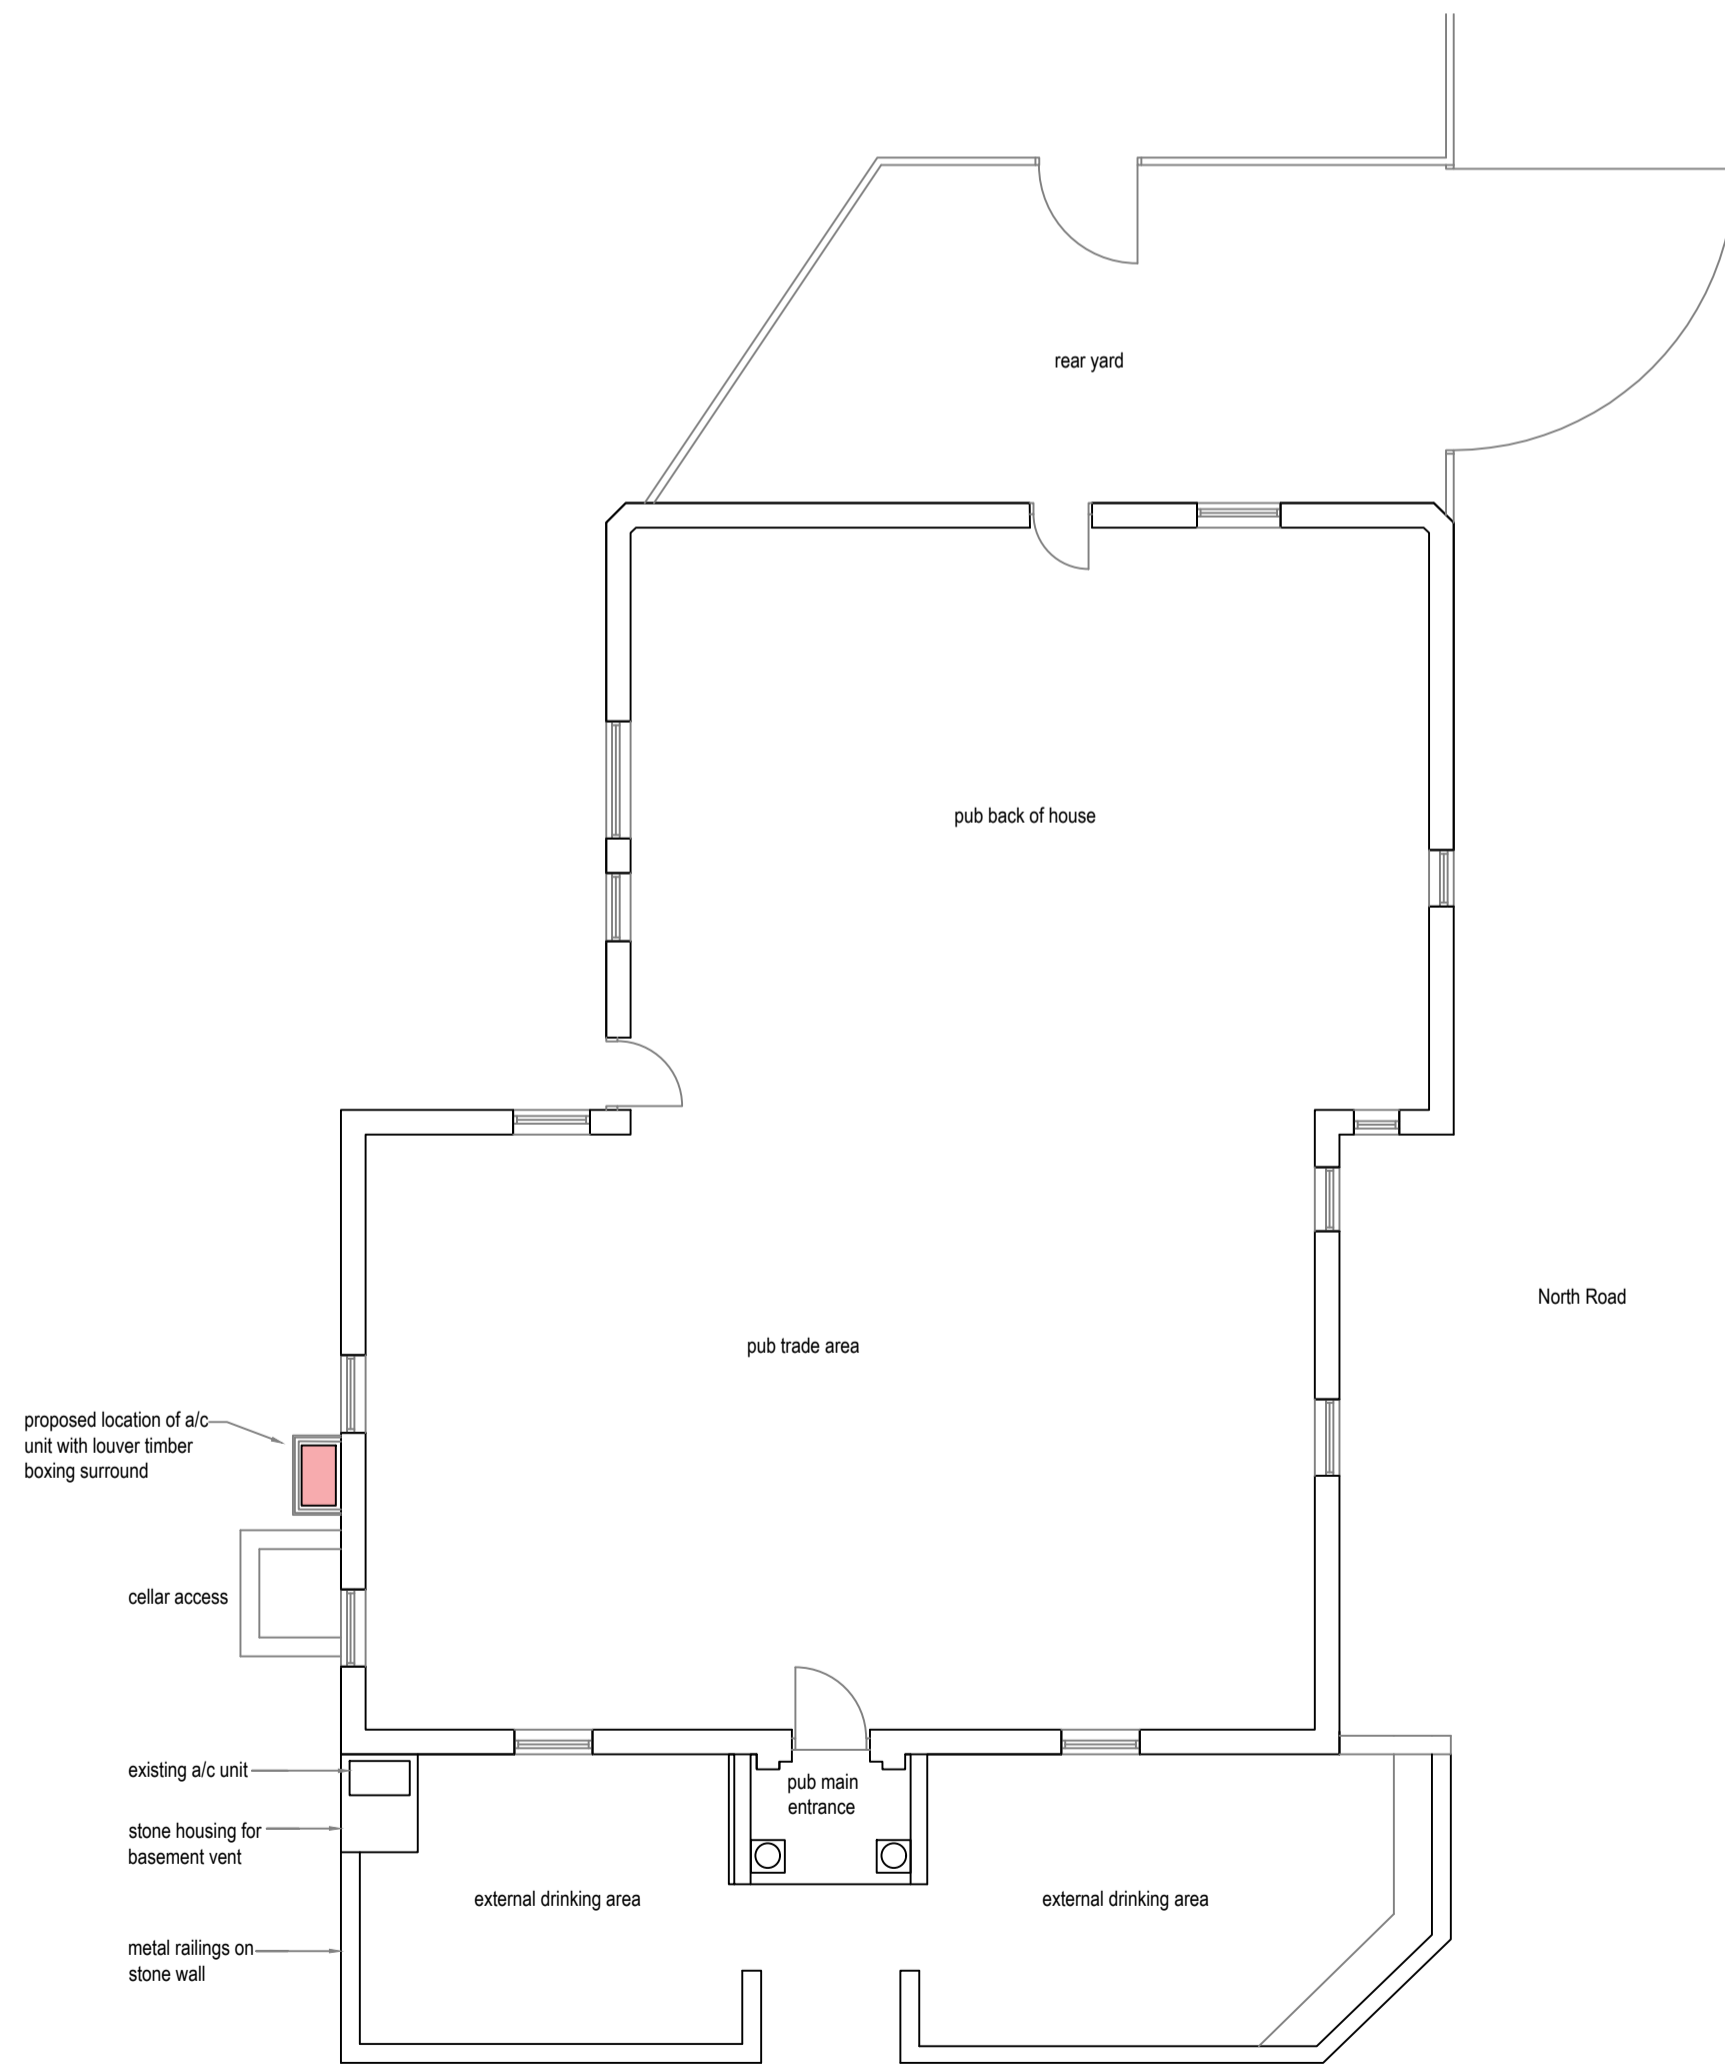 rear yard
pub back of house
North Road
pub trade area
proposed location of a/c
unit with louver timber
boxing surround
cellar access
existing a/c unit
pub main
entrance
stone housing for
basement vent
external drinking area
external drinking area
metal railings on
stone wall